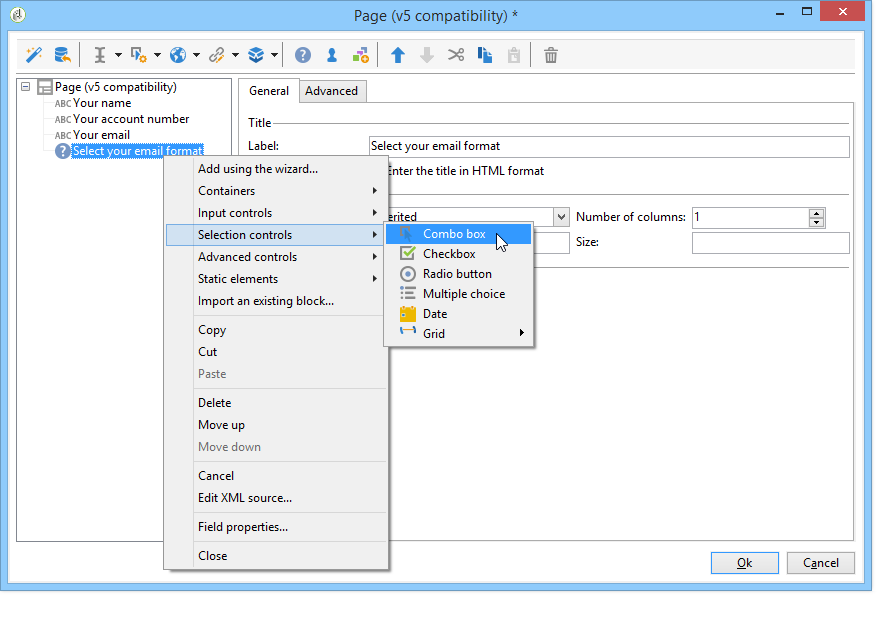 Page (v5 compatibility) *
Page (v5 compatibility)
ABC Your name
ABC Your account number
ABC Your email
Select your email format
General
Advanced
Title
Label:
Select your email format
Enter the title in HTML format
Number of columns:
1
Size:
Add using the wizard...
Containers
Input controls
Selection controls
Advanced controls
Static elements
Import an existing block...
Copy
Cut
Paste
Delete
Move up
Move down
Cancel
Edit XML source...
Field properties...
Close
Combo box
Checkbox
Radio button
Multiple choice
Date
Grid
Ok
Cancel